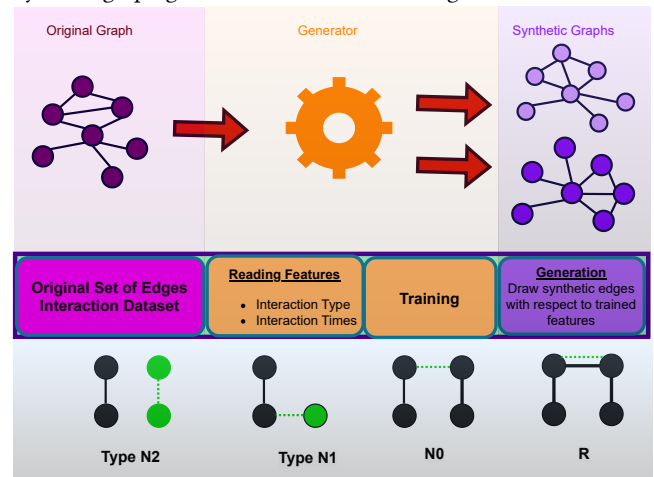 Original Graph
Generator
Synthetic Graphs
Original Set of Edges
Interaction Dataset
Reading Features
• Interaction Type
• Interaction Times
Training
Generation
Draw synthetic edges
with respect to trained
features
Type N2
Type N1
N0
R